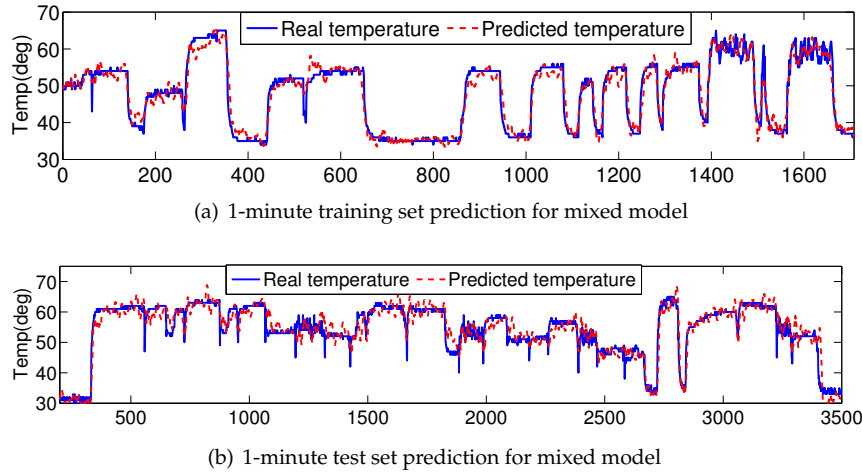 70
60
50
40
30
Temp(deg)
Real temperature Predicted temperature
0 200 400 600 800 1000 1200 1400 1600
(a) 1-minute training set prediction for mixed model
70
60
50
40
30
Temp(deg)
Real temperature Predicted temperature
500 1000 1500 2000 2500 3000 3500
(b) 1-minute test set prediction for mixed model